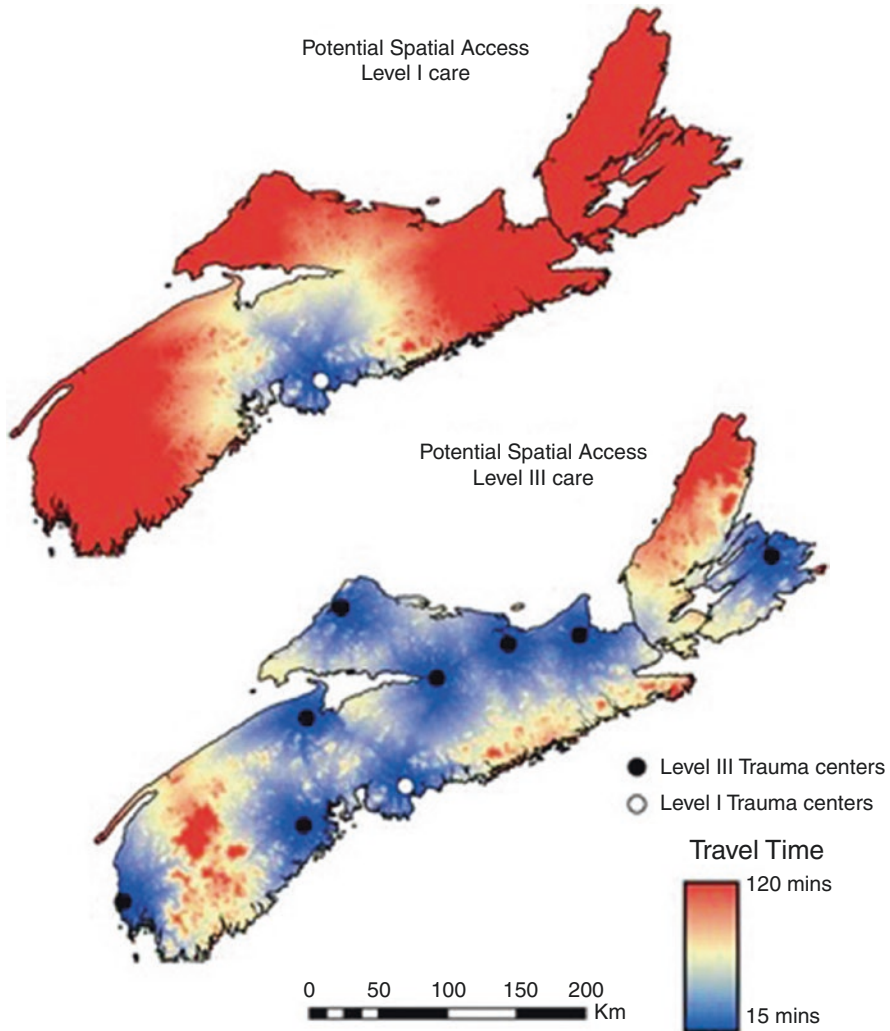 Potential Spatial Access
Level I care
Potential Spatial Access
Level III care
Level III Trauma centers
Level I Trauma centers
Travel Time
120 mins
15 mins
0 50 100 150 200
Km